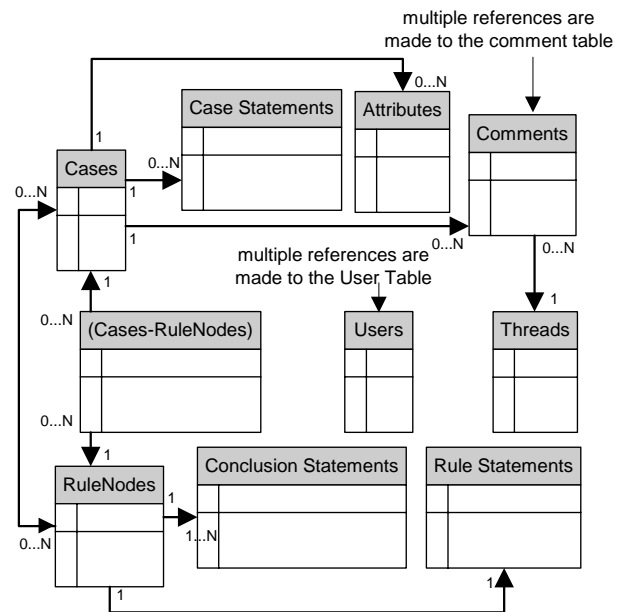 multiple references are
made to the comment table
1
0...N
Case Statements
Attributes
Comments
1
Cases
0...N
0...N
1
1
0...N
0...N
multiple references are
made to the User Table
1
1
0...N
(Cases-RuleNodes)
Users
Threads
0...N
1
RuleNodes
Conclusion Statements
Rule Statements
1
1...N
0...N
1
1